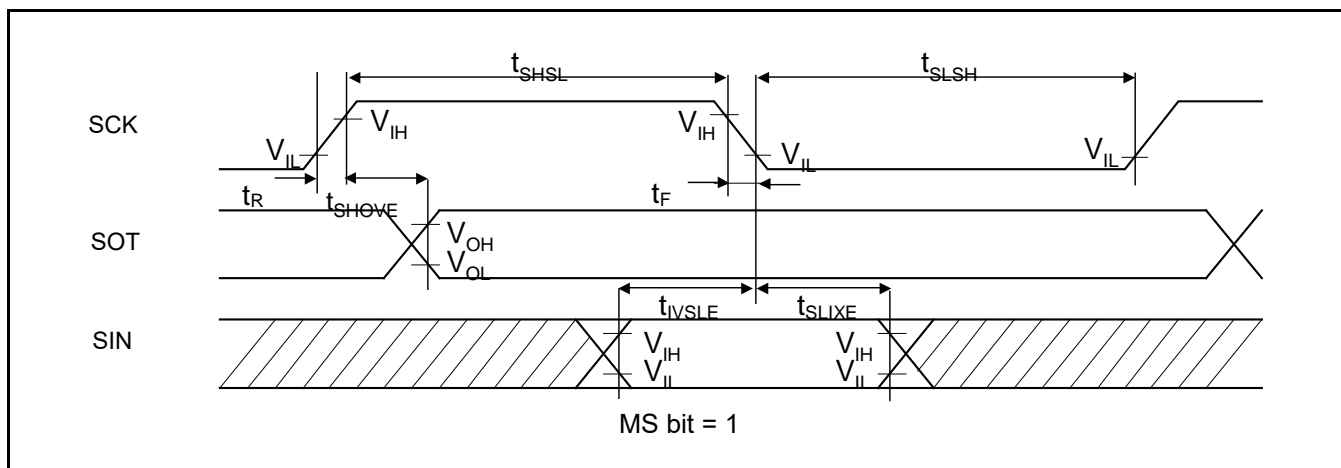 tSHSL
tSLSH
SCK
VIH
VIH
VIL
VIL
VIL
tR
tSHOVE
tF
SOT
VOH
VOL
tIVSLE
tSLIXE
SIN
VIH
VIH
VIL
VIL
MS bit = 1